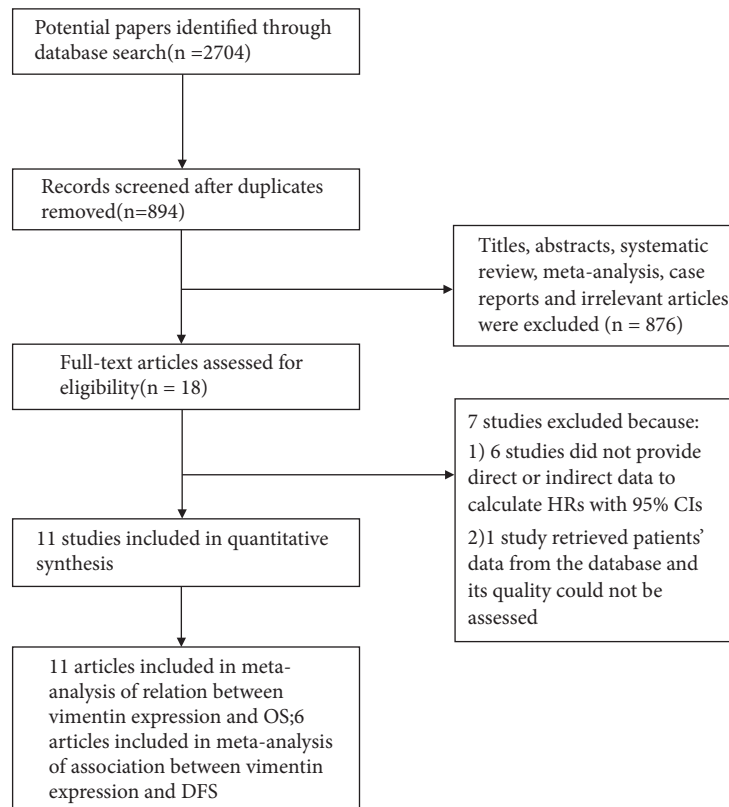 Potential papers identified through
database search(n =2704)
Records screened after duplicates
removed(n=894)
Titles, abstracts, systematic
review, meta-analysis, case
reports and irrelevant articles
were excluded (n = 876)
Full-text articles assessed for
eligibility(n = 18)
7 studies excluded because:
1) 6 studies did not provide
direct or indirect data to
calculate HRs with 95% CIs
2)1 study retrieved patients’
data from the database and
its quality could not be
assessed
11 studies included in quantitative
synthesis
11 articles included in meta-
analysis of relation between
vimentin expression and OS;6
articles included in meta-analysis
of association between vimentin
expression and DFS